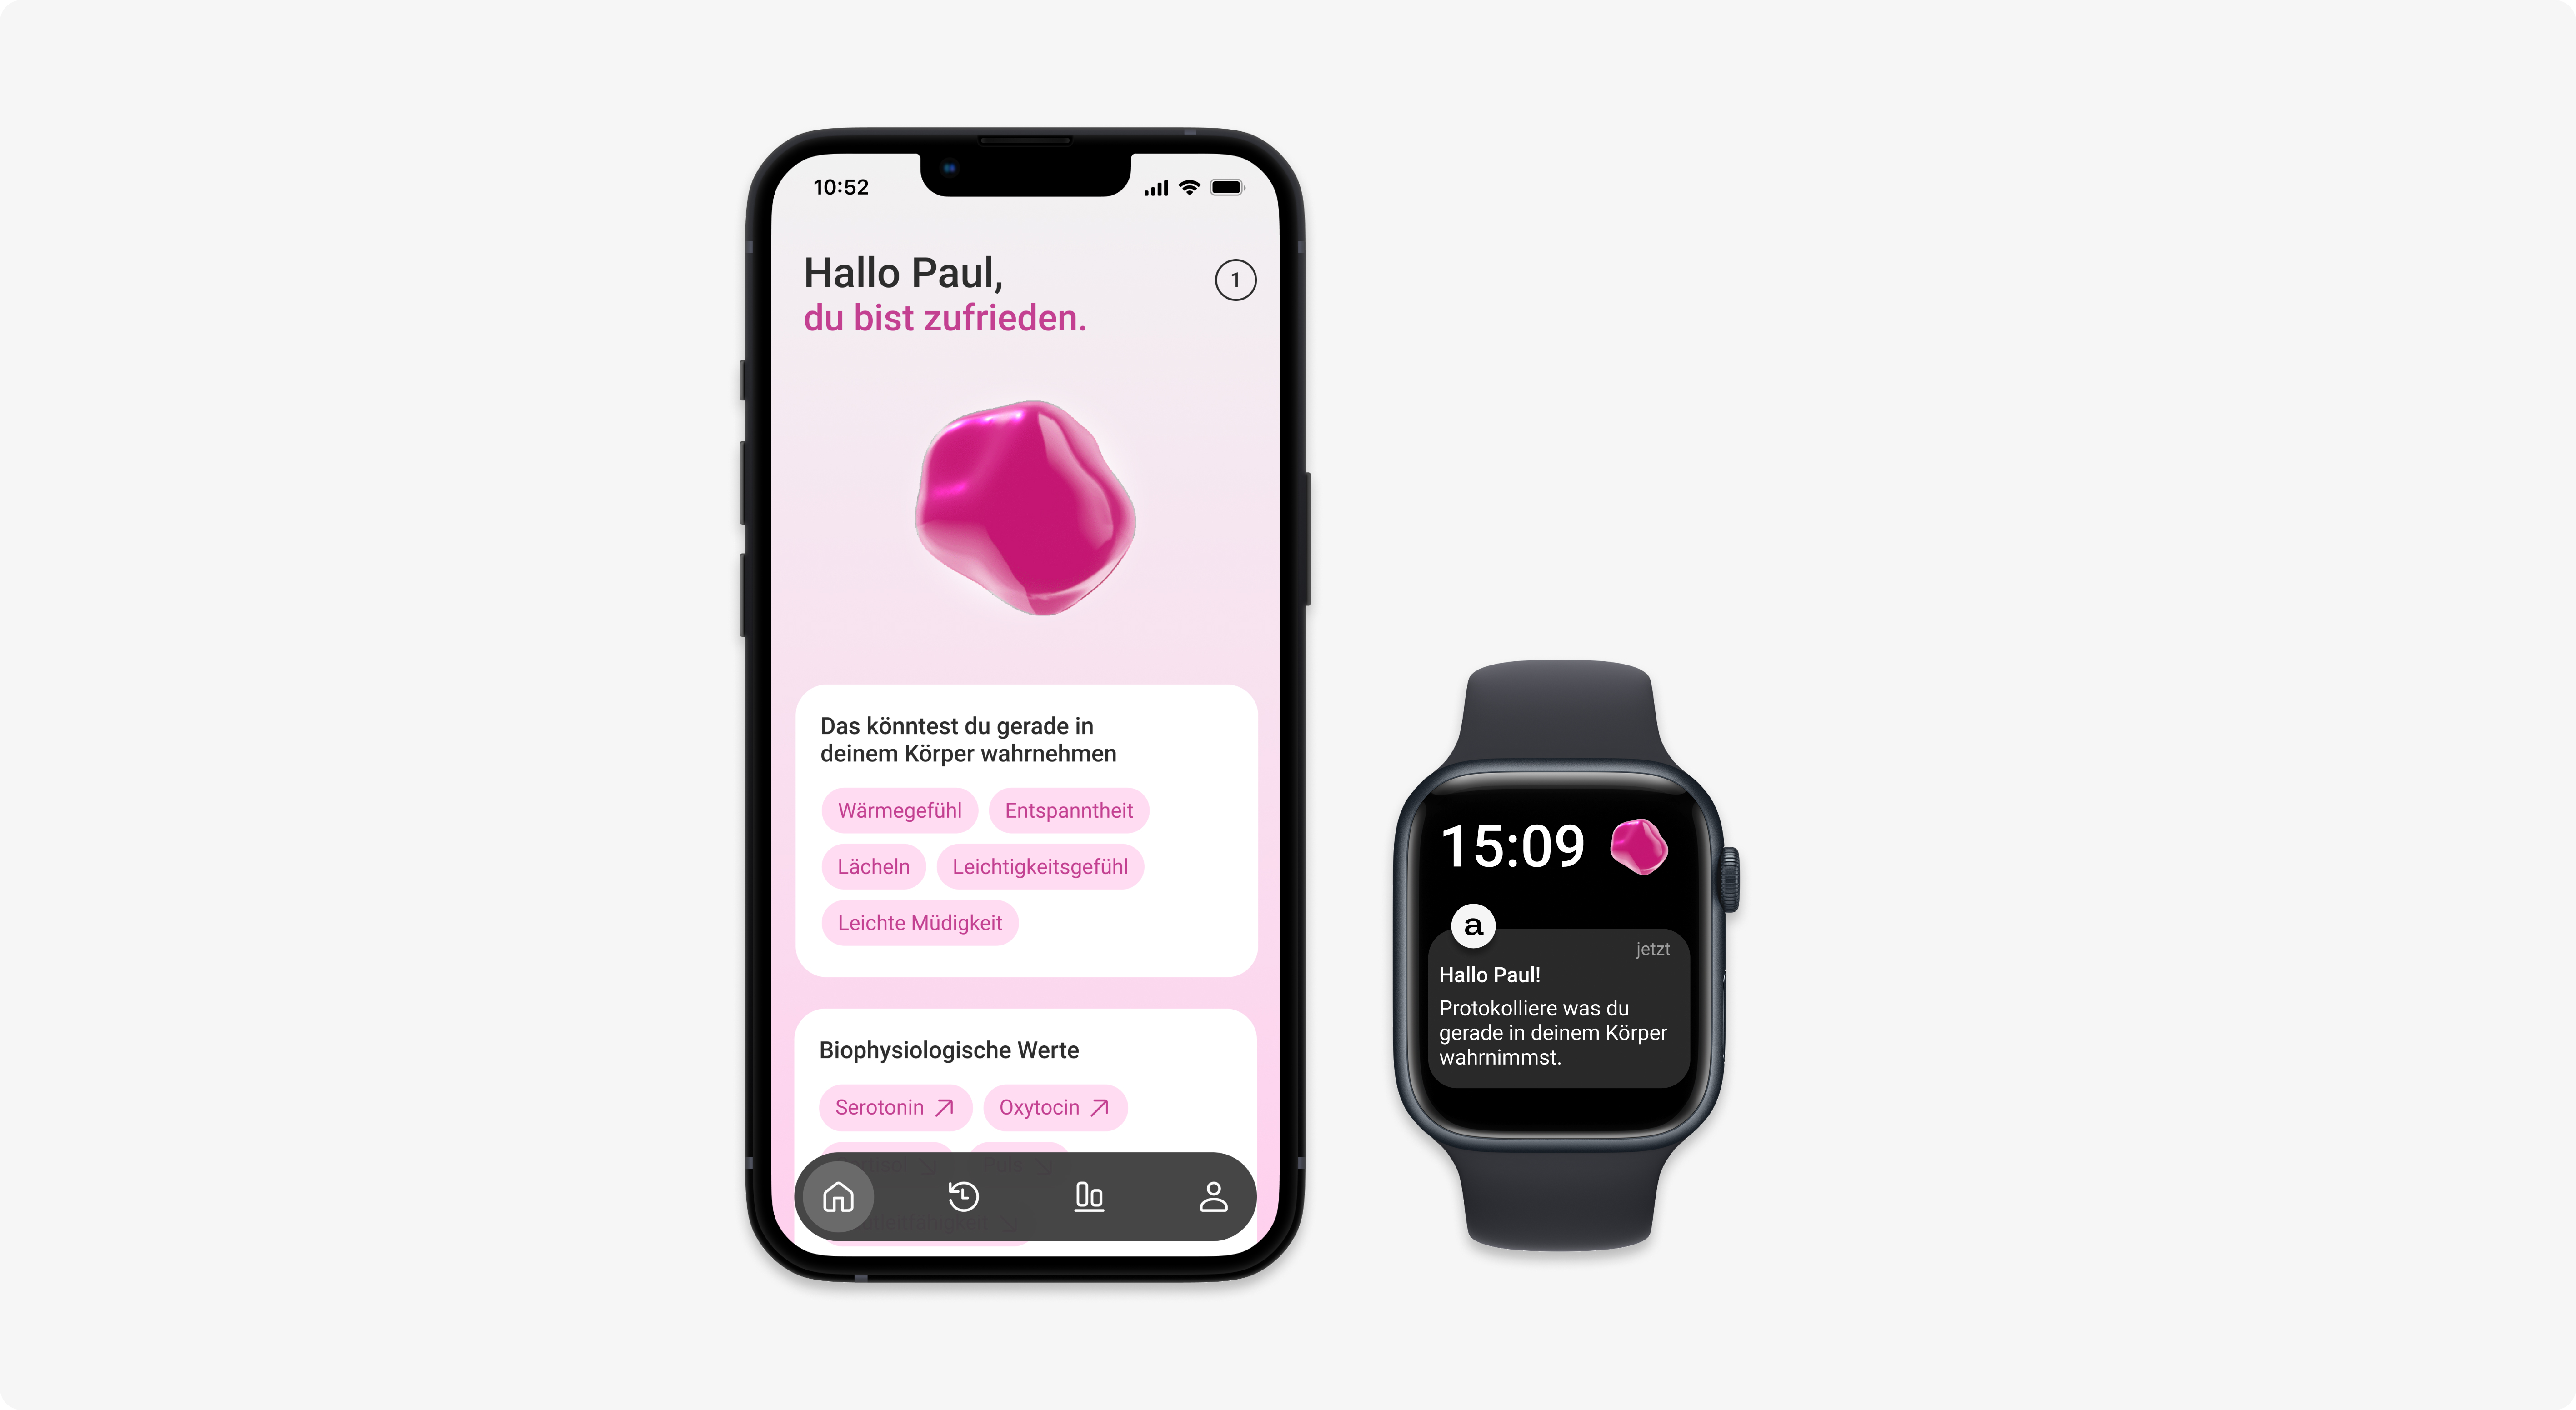 10:52
Hallo Paul,
1
du bist zufrieden.
Das könntest du gerade in
deinem Körper wahrnehmen
Wärmegefühl
Entspanntheit
Lächeln
Leichtigkeitsgefühl
Leichte Müdigkeit
Biophysiologische Werte
Serotonin
Oxytocin
Puls
15:09
a
jetzt
Hallo Paul!
Protokolliere was du
gerade in deinem Körper
wahrnimmst.